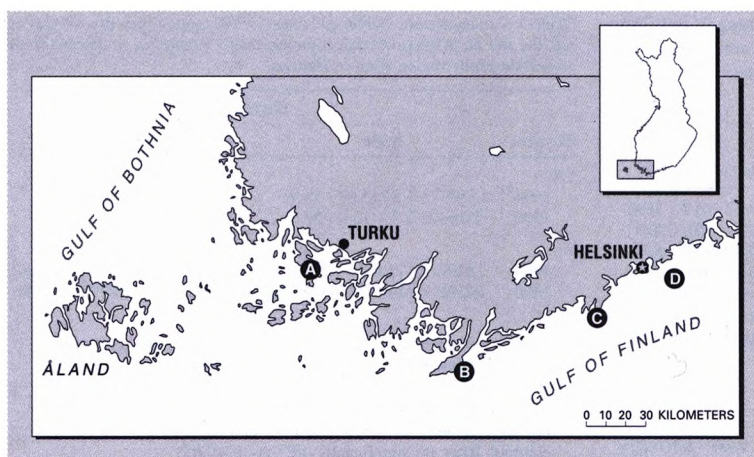 GULF OF BOTHNIA
TURKU
HELSINKI
A
D
C
ÅLAND
B
GULF OF FINLAND
0 10 20 30 KILOMETERS